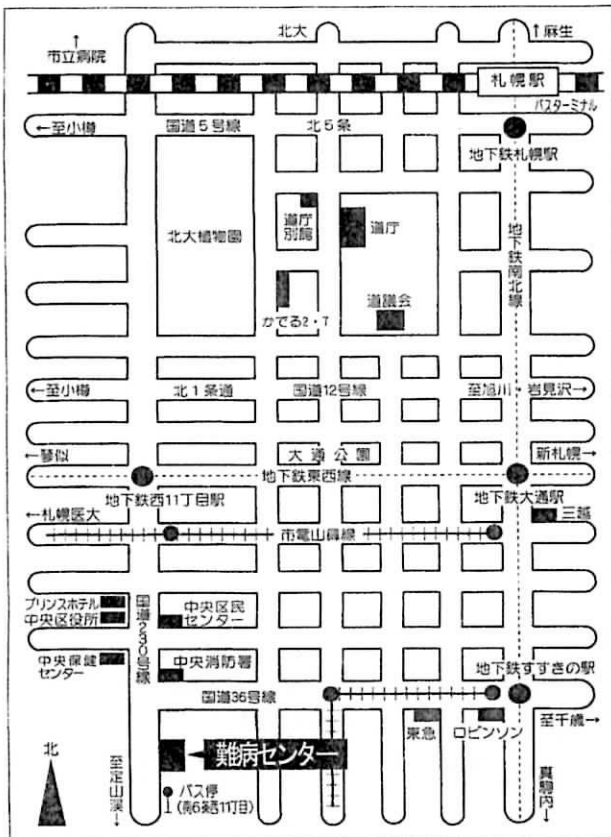 北大
↑麻生
↑
市立病院
札幌駅
バスターミナル
←至小樽
国道5号線
北5条
地下鉄札幌駅
道庁
別館
道庁
北大植物園
地下鉄南北線
道議会
かでる2・7
←至小樽
北1条通
国道12号線
至旭川・岩見沢→
←琴似
大通公園
新札幌→
地下鉄東西線
地下鉄西11丁目駅
地下鉄大通駅
←札幌医大
三越
市電山鼻線
プリンスホテル
中央区役所
国道230号線
中央区民
センター
中央保健
センター
中央消防署
地下鉄すすきの駅
国道36号線
至千歳→
東急
ロビンソン
北
至定山渓↓
難病センター
バス停
(南6条西11丁目)
真駒内↓